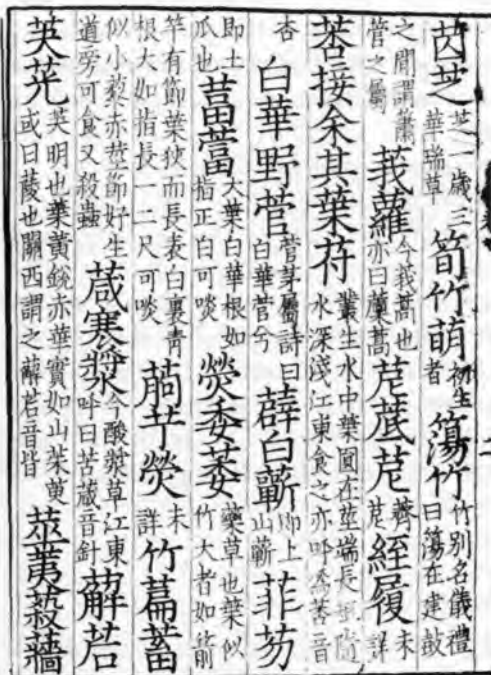 茵芝芝一歲三華瑞草筍竹萌初生者簜竹竹別名儀禮曰簜在建鼓
之間謂簫管之屬莪蘿今莪蒿也亦曰䕲蒿苨菧苨薺苨絰履未詳
莕接余其葉苻叢生水中葉圓在莖端長短隨水深淺江東食之亦呼為莕音
杏白華野菅菅茅屬詩曰白華菅兮薜白蘄即上山蘄菲芴
即土瓜也葍䔰大葉白華根如指正白可啖熒委萎藥草也葉似竹大者如箭
竿有節葉狹而長表白裏青根大如指長一二尺可啖葋艼熒未詳竹萹蓄
似小藜赤莖節好生道旁可食又殺蟲葴寒漿今酸漿草江東呼曰苦葴音針薢茩
芵茪芵明也葉黃銳赤華實如山茱萸或曰蔆也關西謂之薢茩音皆莁荑蔱蘠